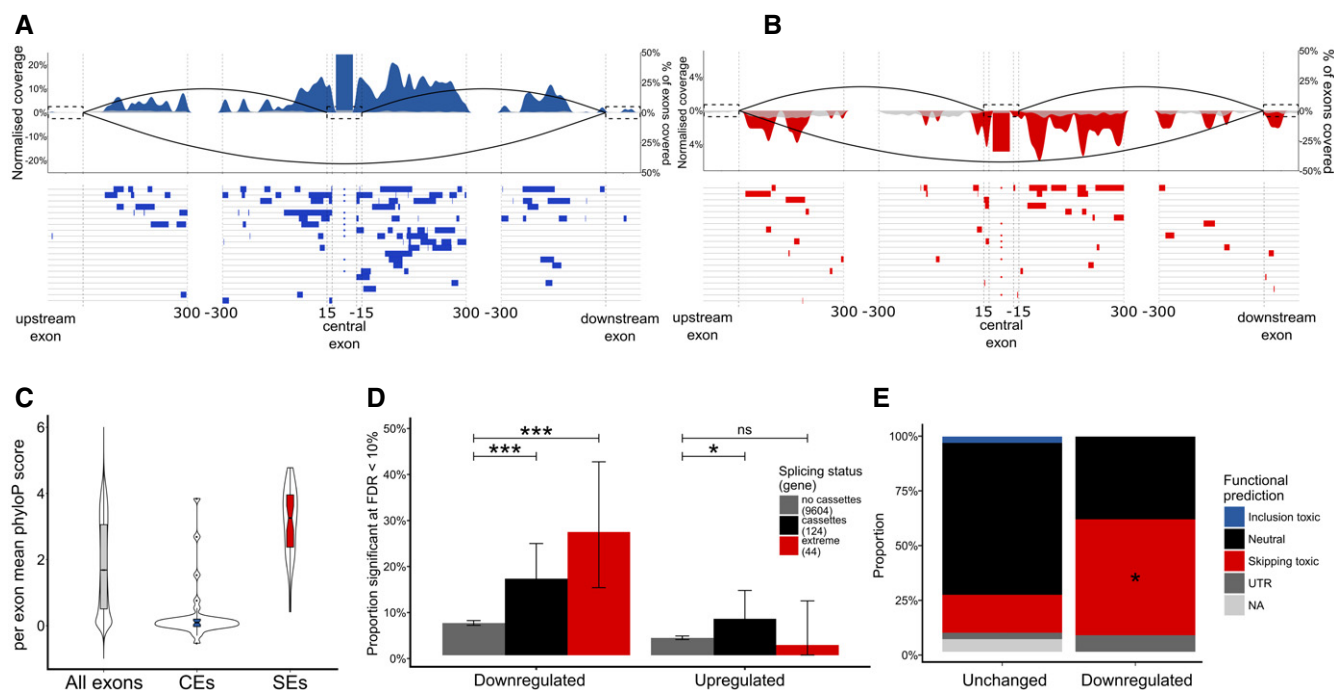 A
Normalised coverage
20%
10%
0%
-10%
-20%
50%
25%
0%
-25%
50%
% of exons covered
upstream
exon
300
-300
15
-15
central
exon
300
-300
downstream
exon
B
Normalised coverage
4%
0%
4%
50%
25%
0%
-25%
-50%
% of exons covered
upstream
exon
300
-300
15
-15
central
exon
300
-300
downstream
exon
C
per exon mean phyloP score
6
4
2
0
All exons
CEs
SEs
D
Proportion significant at FDR < 10%
50%
40%
30%
20%
10%
0%
***
***
ns
*
Splicing status
(gene)
no cassettes
(9604)
cassettes
(124)
extreme
(44)
Downregulated
Upregulated
E
Proportion
100%
75%
50%
25%
0%
*
Unchanged
Downregulated
Functional
prediction
Inclusion toxic
Neutral
Skipping toxic
UTR
NA